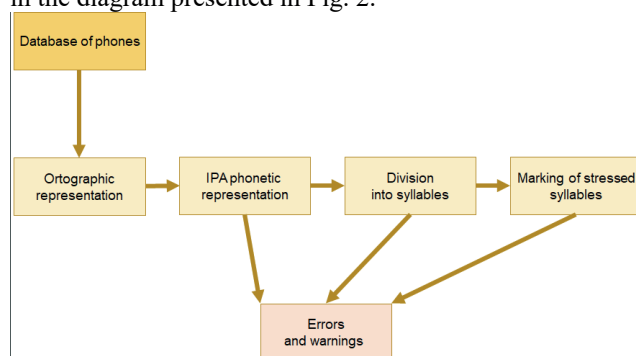 in the diagram presented in Fig. 2.
Database of phones
Ortographic
representation
IPA phonetic
representation
Division
into syllables
Marking of stressed
syllables
Errors
and warnings